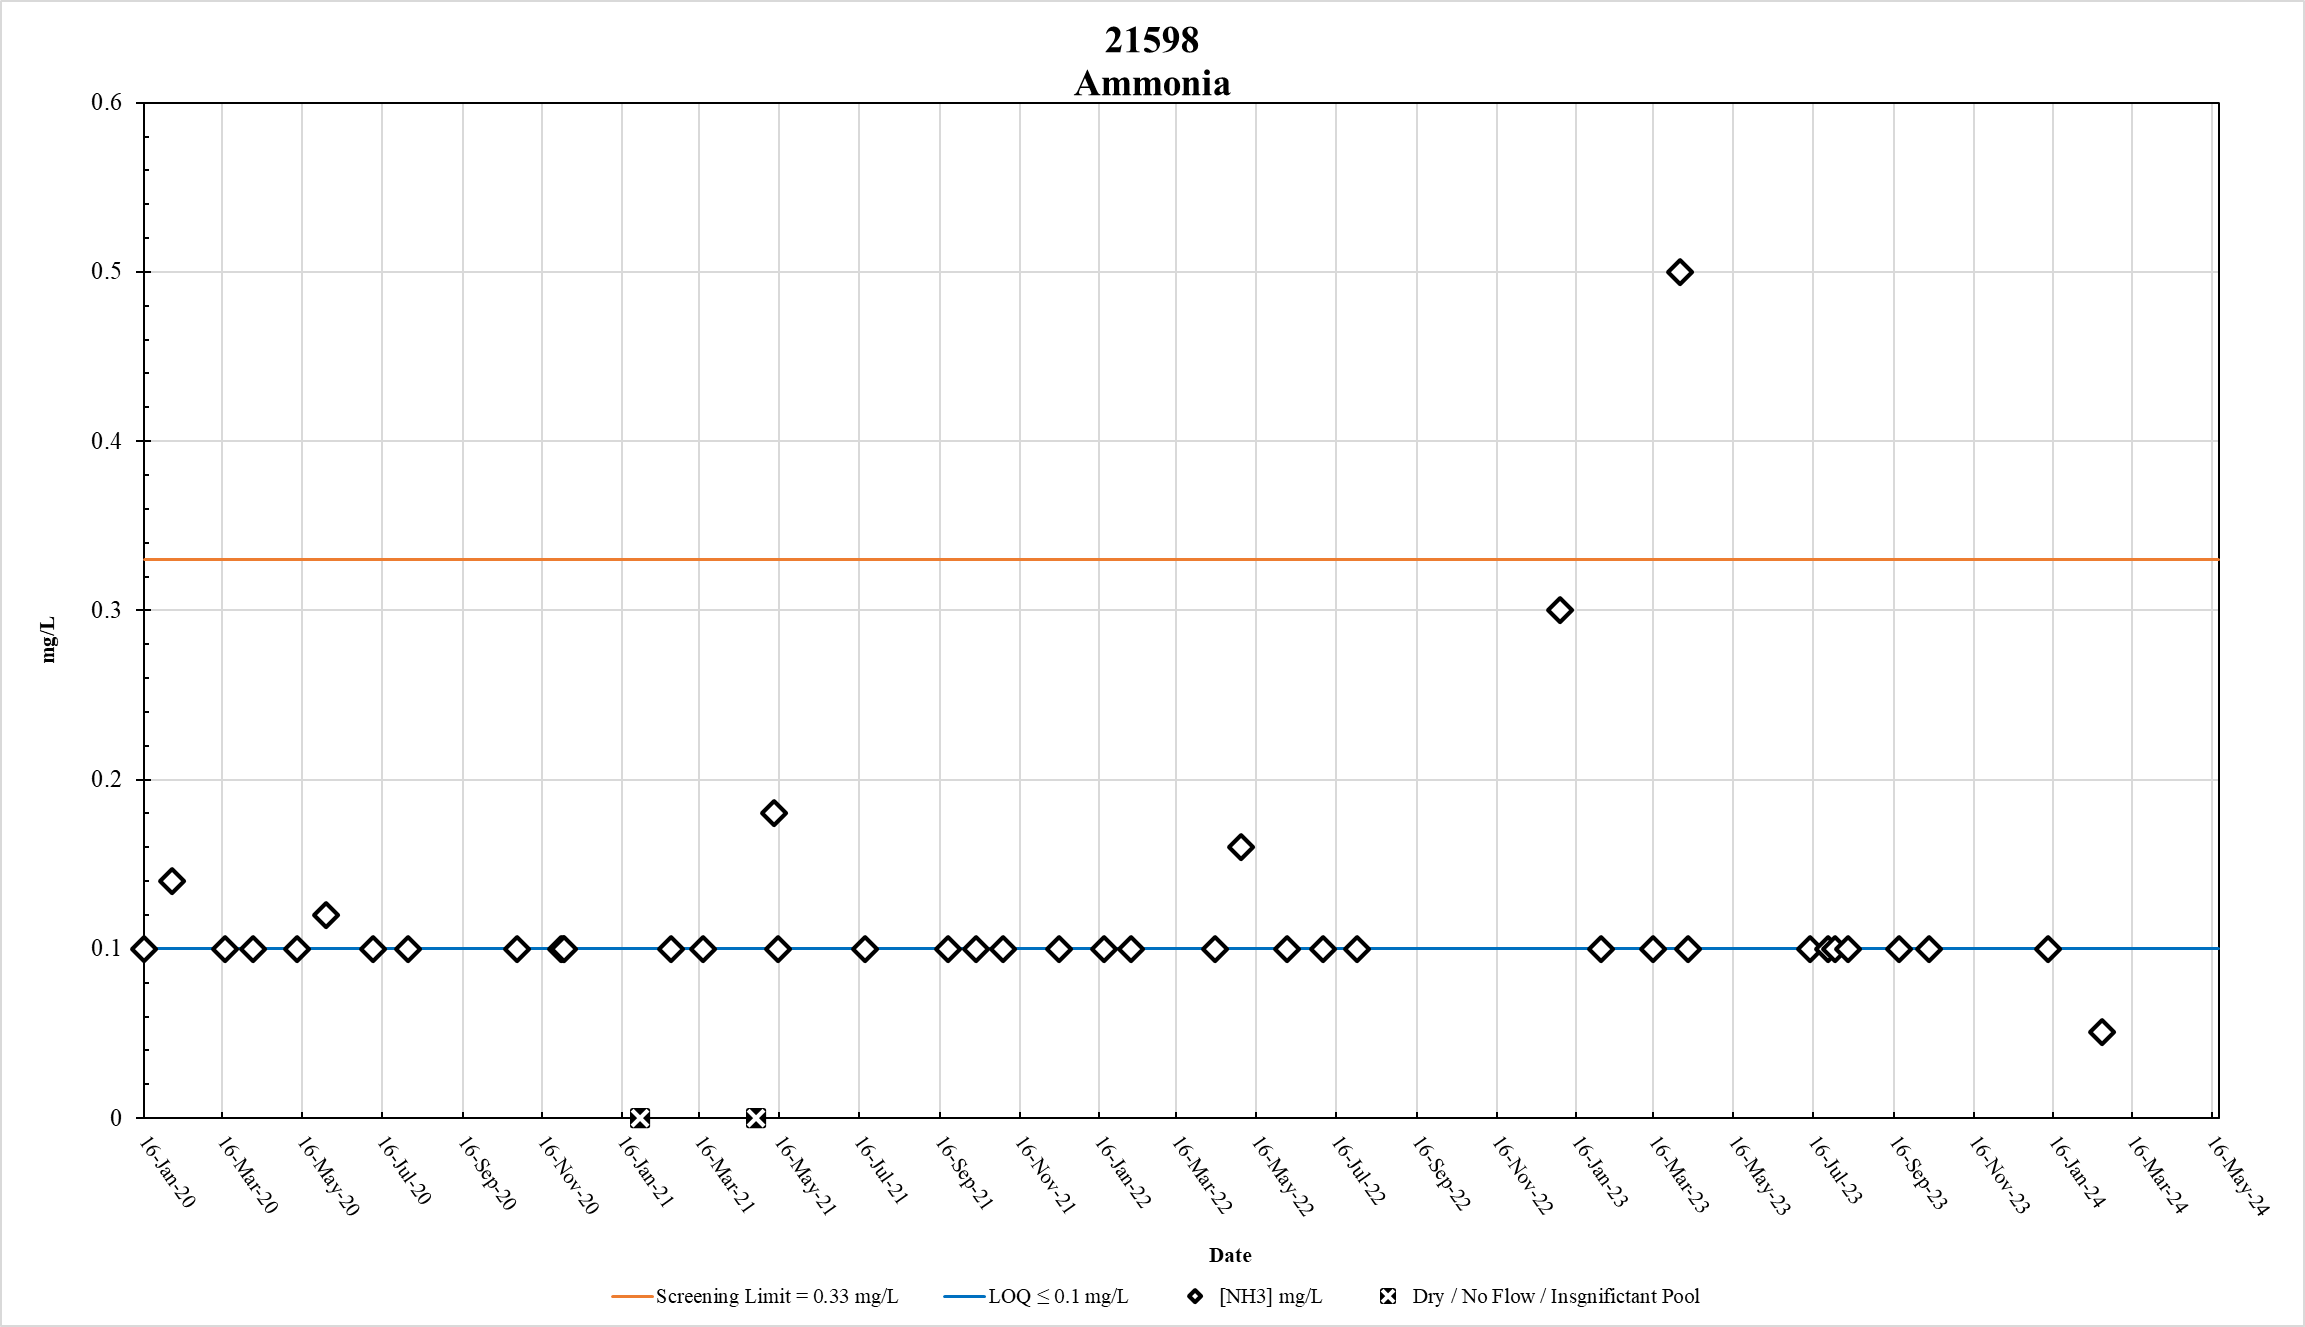 21598
Ammonia
0.6
0.5
0.4
0.3
0.2
0.1
0
mg/L
16-Jan-20
16-Mar-20
16-May-20
16-Jul-20
16-Sep-20
16-Nov-20
16-Jan-21
16-Mar-21
16-May-21
16-Jul-21
16-Sep-21
16-Nov-21
16-Jan-22
16-Mar-22
16-May-22
16-Jul-22
16-Sep-22
16-Nov-22
16-Jan-23
16-Mar-23
16-May-23
16-Jul-23
16-Sep-23
16-Nov-23
16-Jan-24
16-Mar-24
16-May-24
Date
Screening Limit = 0.33 mg/L
LOQ ≤ 0.1 mg/L
[NH3] mg/L
Dry / No Flow / Insgnifictant Pool